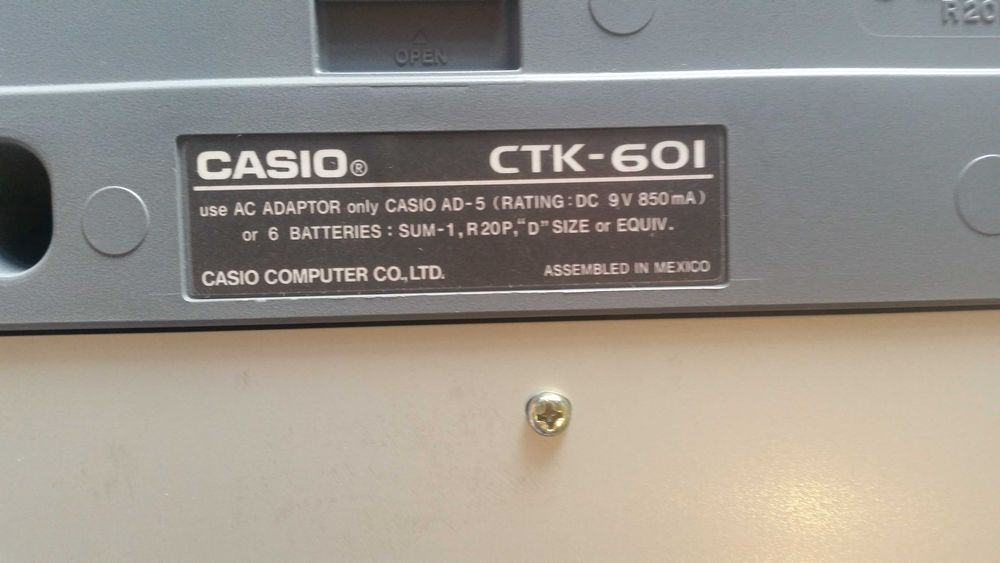 OPEN
R20
CASIO® CTK-601
use AC ADAPTOR only CASIO AD-5 (RATING:DC 9V 850mA)
or 6 BATTERIES : SUM-1, R20P, "D" SIZE or EQUIV.
CASIO COMPUTER CO., LTD. ASSEMBLED IN MEXICO